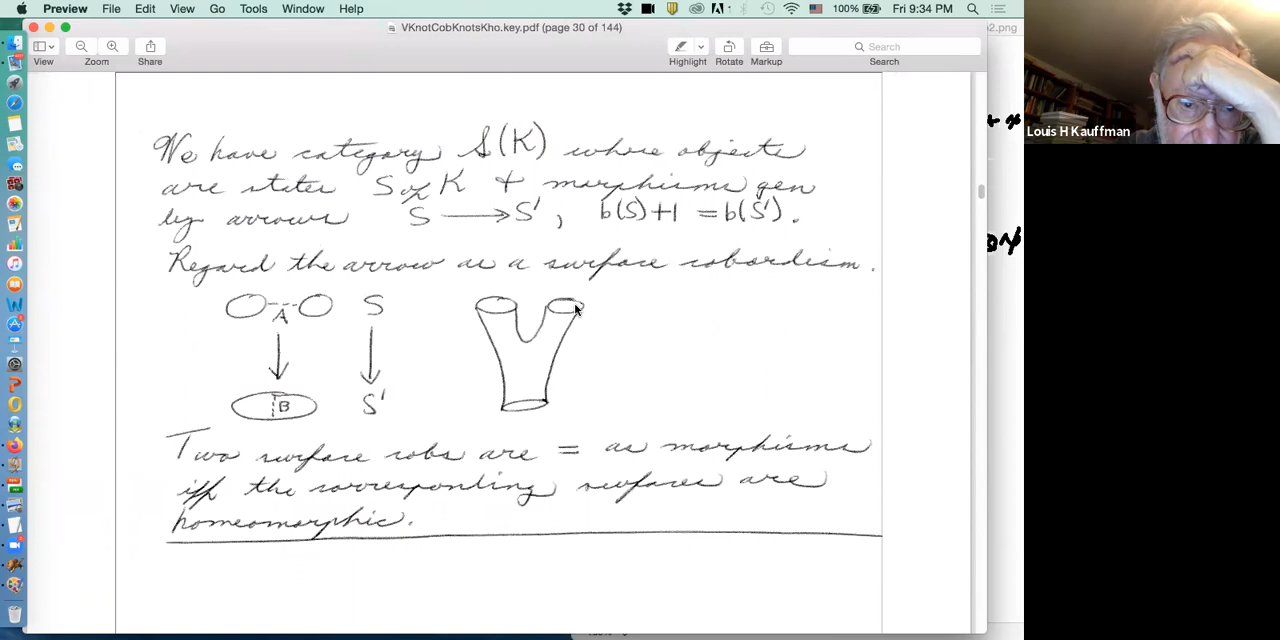 Preview File Edit View Go Tools Window Help 100% Fri 9:34 PM
VKnotCobKnotsKho.key.pdf (page 30 of 144)
View Zoom Share Highlight Rotate Markup Search
Search
Louis H Kauffman
We have category S(K) whose objects
are states S of K + morphisms gen
by arrows S → S', b(S)+1 = b(S').
Regard the arrow as a surface cobordism.
A S
B S'
Two surface cobs are = as morphisms
iff the corresponding surfaces are
homeomorphic.